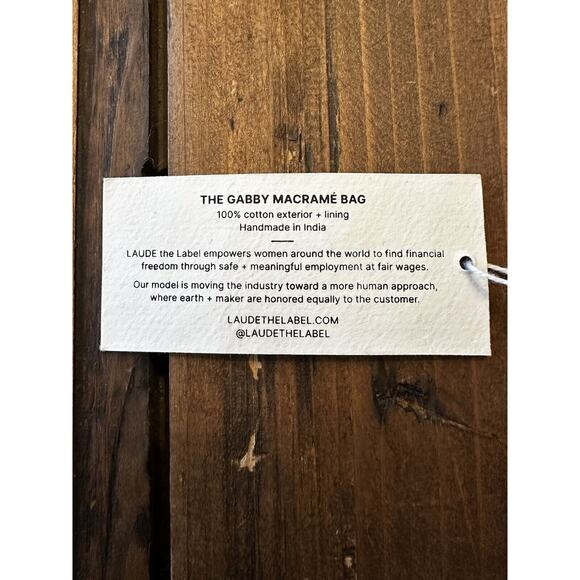 THE GABBY MACRAMÉ BAG
100% cotton exterior + lining
Handmade in India
LAUDE the Label empowers women around the world to find financial
freedom through safe + meaningful employment at fair wages.
Our model is moving the industry toward a more human approach,
where earth + maker are honored equally to the customer.
LAUDETHELABEL.COM
@LAUDETHELABEL